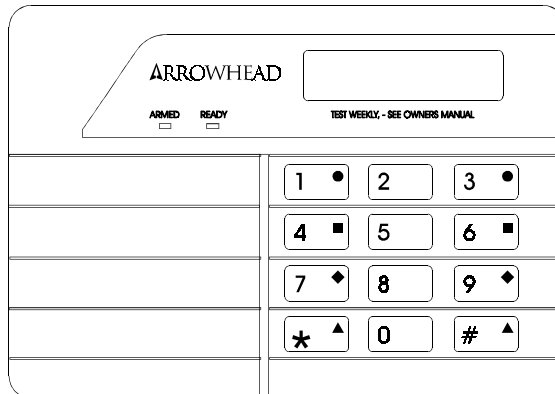 ARROWHEAD
ARMED READY
TEST WEEKLY, - SEE OWNERS MANUAL
1 ● 2 3 ●
4 ■ 5 6 ■
7 ◆ 8 9 ◆
* ▲ 0 # ▲